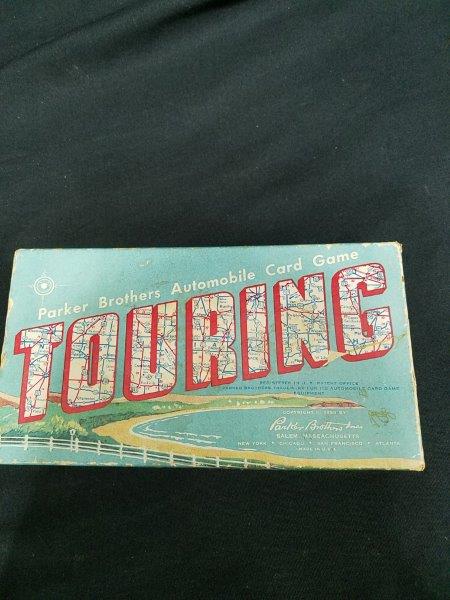 Parker Brothers Automobile Card Game
TOURING
REGISTERED IN U. S. PATENT OFFICE
PARKER BROTHERS TRADEMARK FOR ITS AUTOMOBILE CARD GAME
EQUIPMENT
COPYRIGHT BY
Parker Brothers Inc.
SALEM, MASSACHUSETTS
NEW YORK • CHICAGO • SAN FRANCISCO • ATLANTA
MADE IN U.S.A.